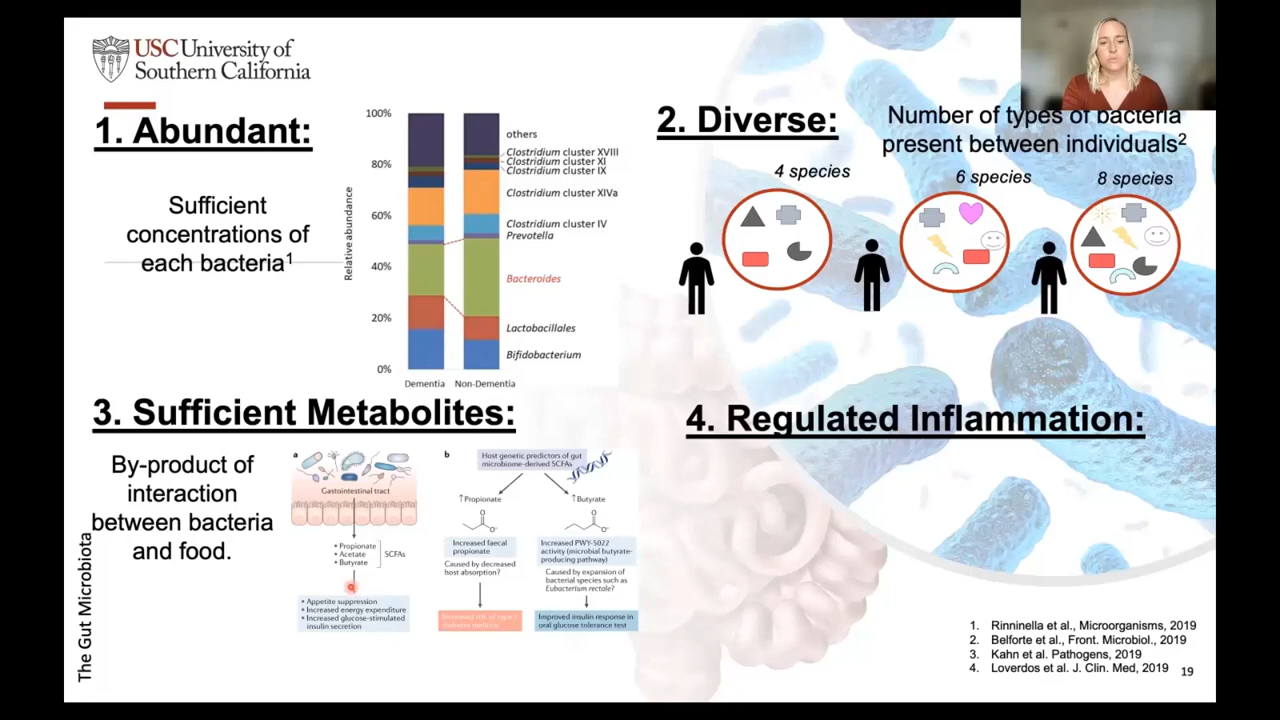 USC University of
Southern California
1. Abundant:
Sufficient
concentrations of
each bacteria1
100%
80%
60%
40%
20%
0%
Relative abundance
others
Clostridium cluster XVIII
Clostridium cluster XI
Clostridium cluster IX
Clostridium cluster XIVa
Clostridium cluster IV
Prevotella
Bacteroides
Lactobacillales
Bifidobacterium
Dementia Non-Dementia
2. Diverse:
Number of types of bacteria
present between individuals2
4 species
6 species
8 species
3. Sufficient Metabolites:
By-product of
interaction
between bacteria
and food.
a
Gastointestinal tract
• Propionate
• Acetate
• Butyrate
SCFAs
• Appetite suppression
• Increased energy expenditure
• Increased glucose-stimulated
insulin secretion
b
Host genetic predictors of gut
microbiome-derived SCFAs
↑Propionate
↑Butyrate
O
O-
O
O-
Increased faecal
propionate
Caused by decreased
host absorption?
Increased risk of type 2
diabetes mellitus
Increased PWY-5022
activity (microbial butyrate-
producing pathway)
Caused by expansion of
bacterial species such as
Eubacterium rectale?
Improved insulin response in
oral glucose tolerance test
4. Regulated Inflammation:
1. Rinninella et al., Microorganisms, 2019
2. Belforte et al., Front. Microbiol., 2019
3. Kahn et al. Pathogens, 2019
4. Loverdos et al. J. Clin. Med, 2019
19
The Gut Microbiota